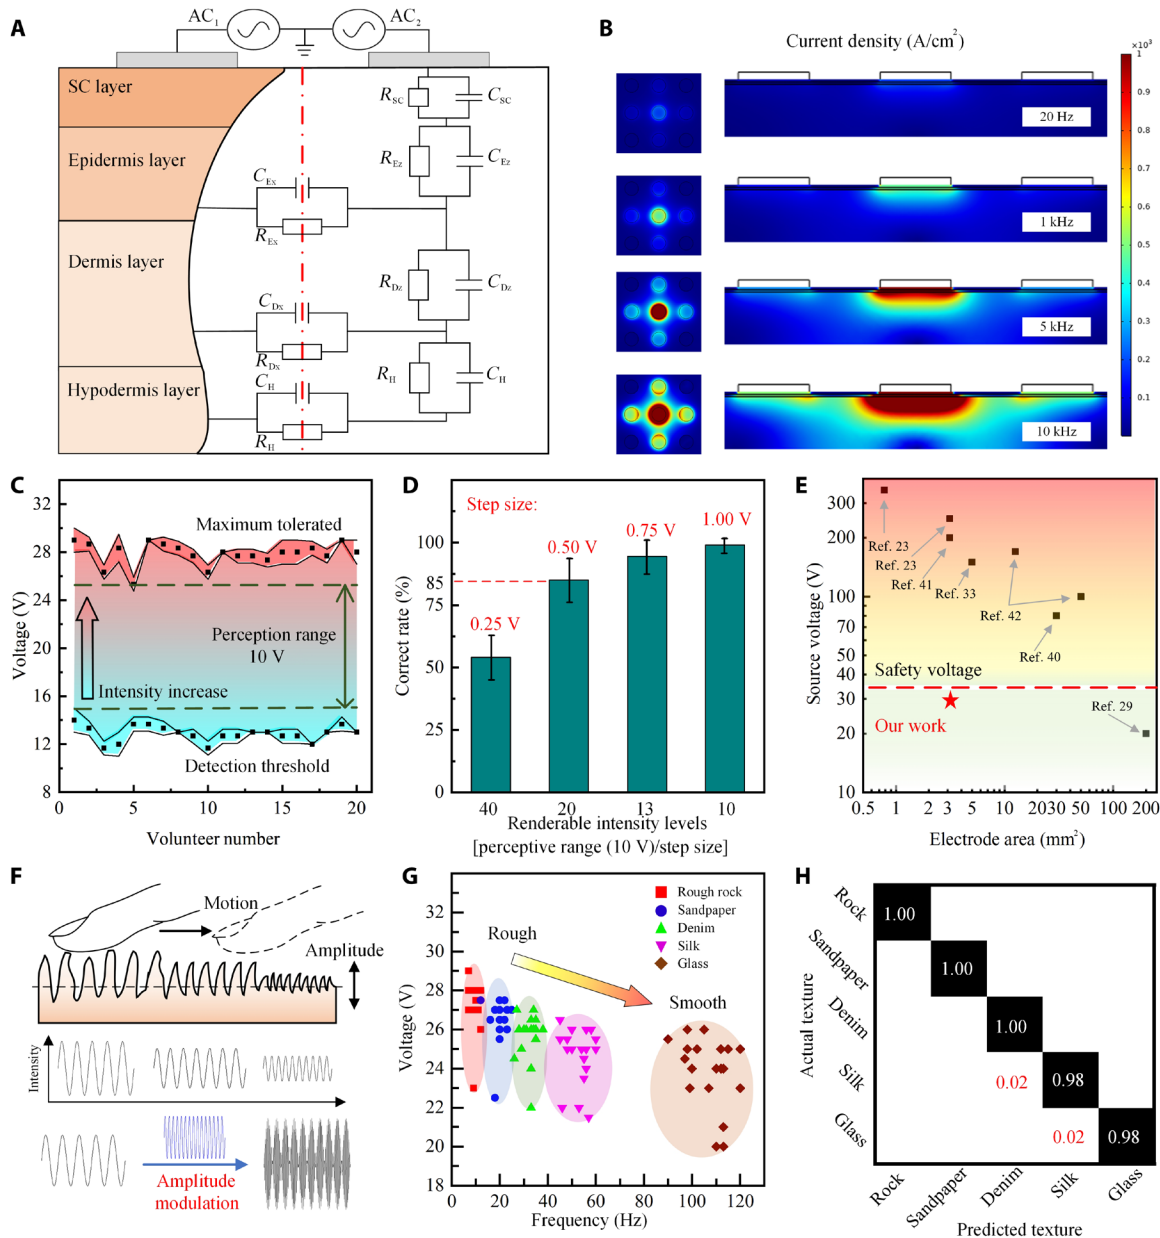 A
AC1
AC2
SC layer
Epidermis layer
Dermis layer
Hypodermis layer
RSC
CSC
REz
CEz
CEx
REx
RDz
CDz
CDx
RDx
RH
CH
CH
RH
B
Current density (A/cm2)
×10³
20 Hz
1 kHz
5 kHz
10 kHz
1
0.9
0.8
0.7
0.6
0.5
0.4
0.3
0.2
0.1
C
Voltage (V)
32
28
24
20
16
12
8
Maximum tolerated
Perception range
10 V
Intensity increase
Detection threshold
0
5
10
15
20
Volunteer number
D
Step size:
Correct rate (%)
100
85
75
50
25
0
0.25 V
0.50 V
0.75 V
1.00 V
40
20
13
10
Renderable intensity levels
[perceptive range (10 V)/step size]
E
Source voltage (V)
300
200
100
50
40
30
20
10
Ref. 23
Ref. 23
Ref. 41
Ref. 33
Ref. 42
Ref. 40
Safety voltage
Our work
Ref. 29
0.5
1
2
3
5
10
20
30
50
100
200
Electrode area (mm2)
F
Motion
Amplitude
Intensity
Amplitude
modulation
G
Voltage (V)
32
30
28
26
24
22
20
18
Rough rock
Sandpaper
Denim
Silk
Glass
Rough
Smooth
0
20
40
60
80
100
120
Frequency (Hz)
H
Actual texture
Rock
Sandpaper
Denim
Silk
Glass
1.00
1.00
1.00
0.02
0.98
0.02
0.98
Rock
Sandpaper
Denim
Silk
Glass
Predicted texture